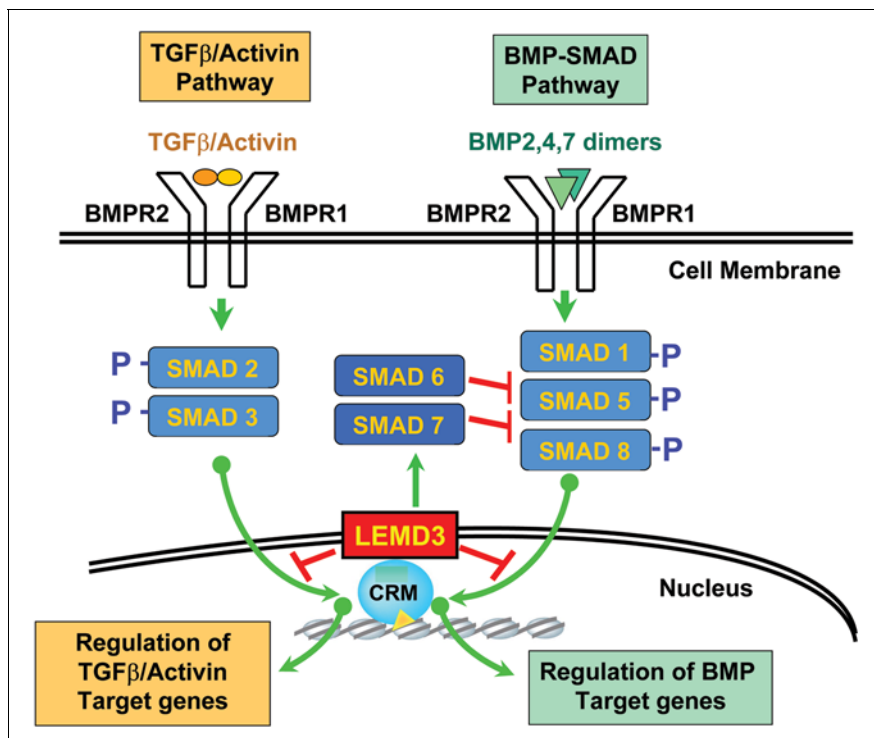 TGFβ/Activin
Pathway
BMP-SMAD
Pathway
TGFβ/Activin
BMP2,4,7 dimers
BMPR2
BMPR1
BMPR2
BMPR1
Cell Membrane
P
SMAD 2
P
SMAD 3
SMAD 6
SMAD 7
SMAD 1
P
SMAD 5
P
SMAD 8
P
LEMD3
CRM
Nucleus
Regulation of
TGFβ/Activin
Target genes
Regulation of BMP
Target genes